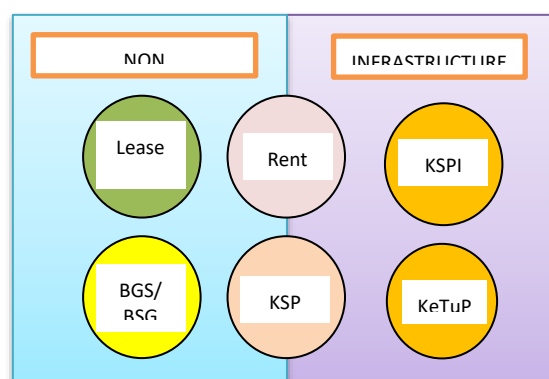 NON
INFRASTRUCTURE
Lease
Rent
KSPI
BGS/
BSG
KSP
KeTuP